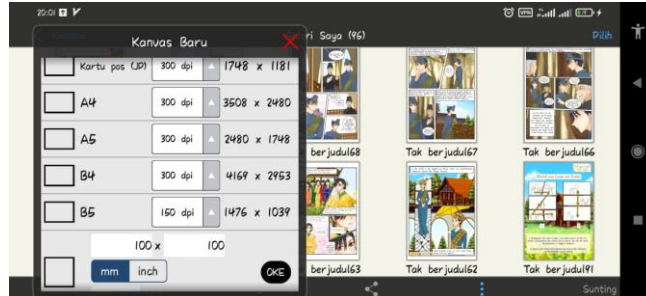 20:01
VPN
Kanvas Baru
ri Saya (96)
Pilih
Kartu pos (JP) 300 dpi 1748 x 1181
A4 300 dpi 3508 x 2480
A5 300 dpi 2480 x 1748
B4 300 dpi 4169 x 2953
B5 150 dpi 1476 x 1039
100 x 100
mm inch OKE
berjudul68
Tak berjudul67
Tak berjudul66
berjudul63
Tak berjudul62
Tak berjudul91
Sunting